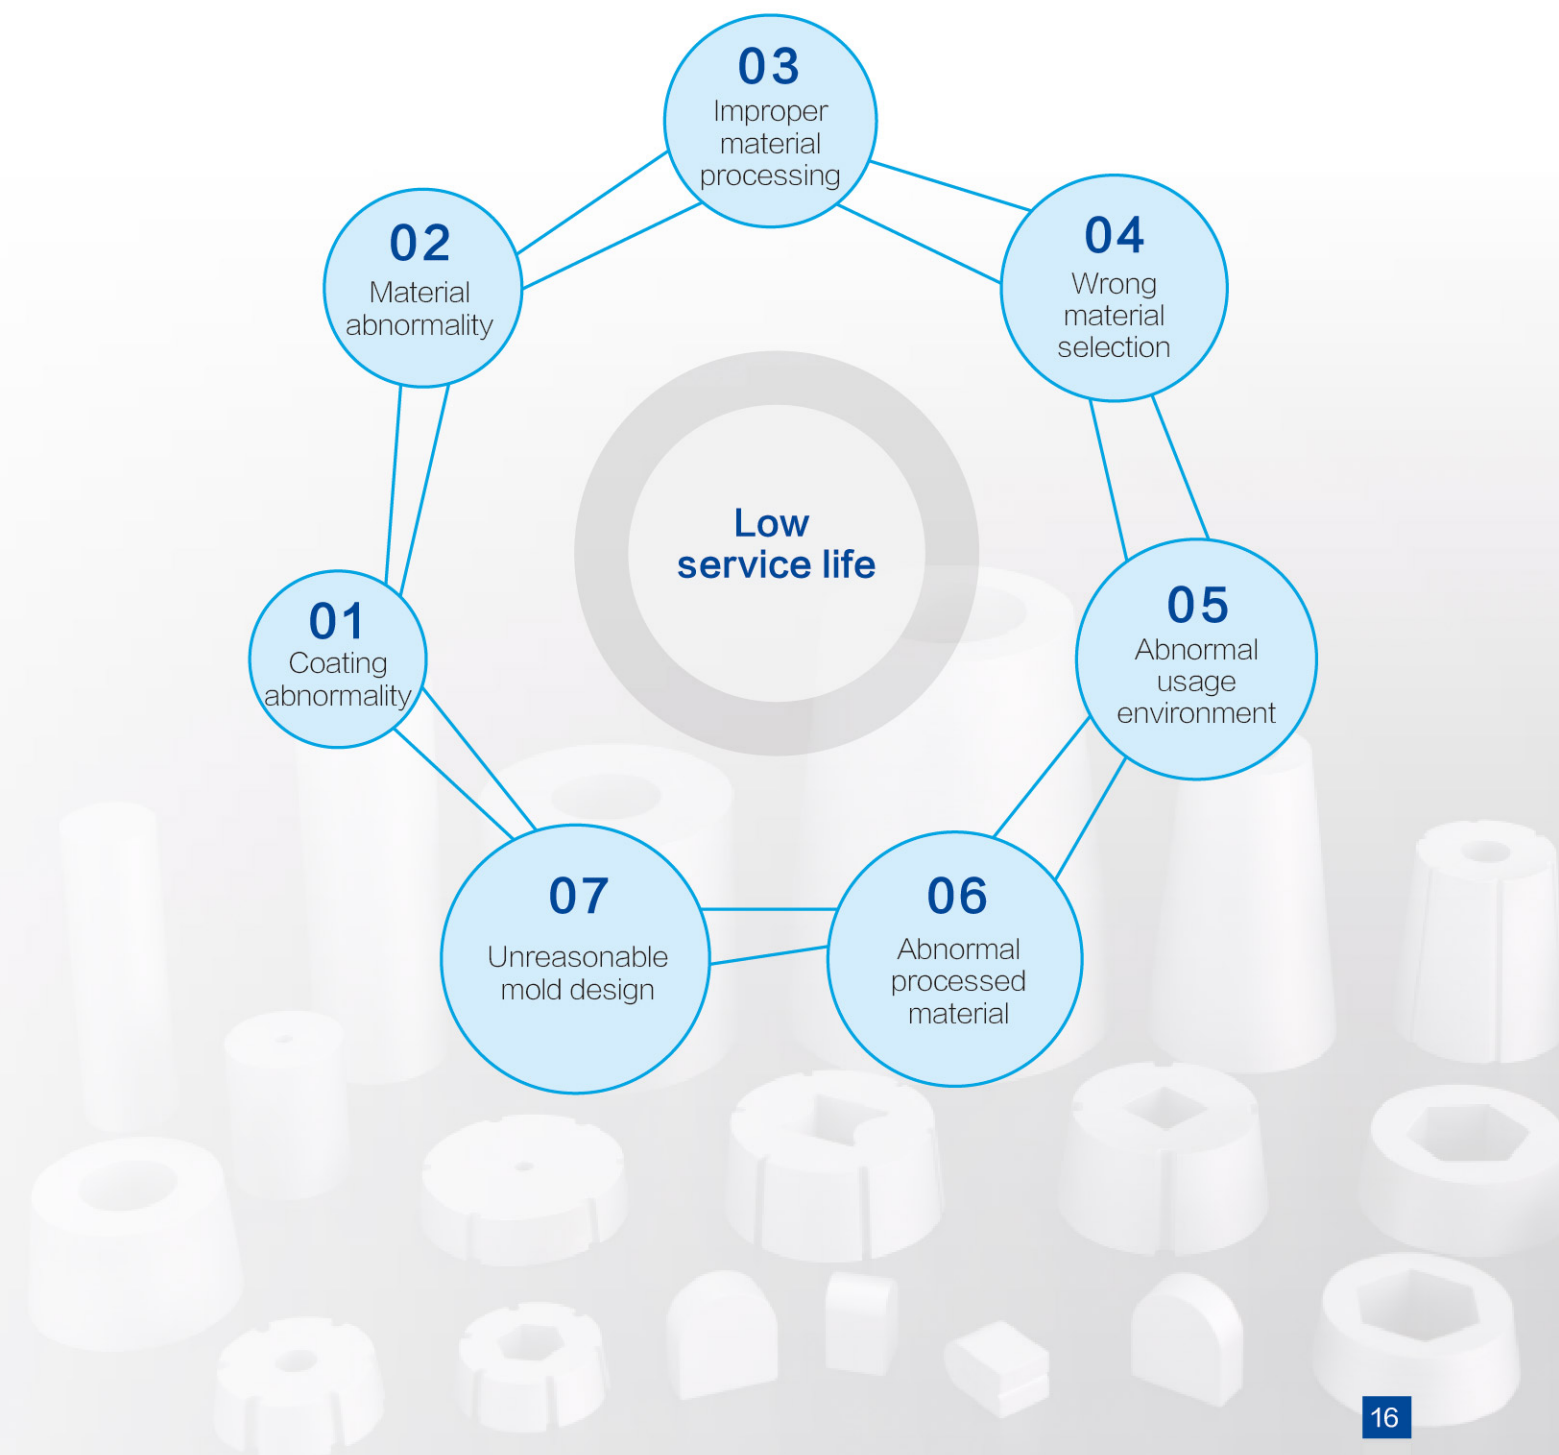 03
Improper
material
processing
02
Material
abnormality
04
Wrong
material
selection
Low
service life
01
Coating
abnormality
05
Abnormal
usage
environment
07
Unreasonable
mold design
06
Abnormal
processed
material
16